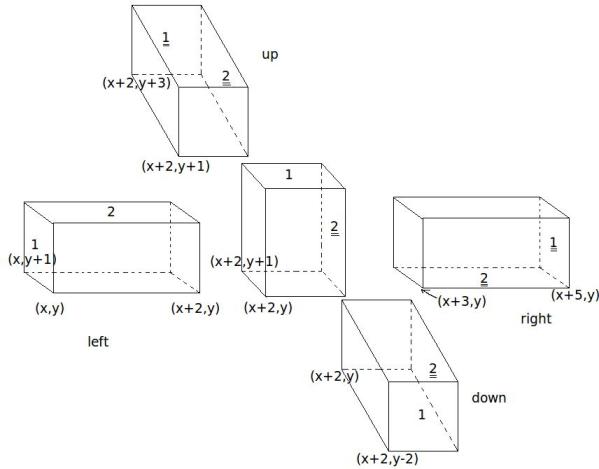 1
up
2
(x+2,y+3)
(x+2,y+1)
1
2
2
1
1
(x,y+1)
(x+2,y+1)
2
(x,y)
(x+2,y)
(x+2,y)
2
(x+3,y)
(x+5,y)
right
left
(x+2,y)
2
down
1
(x+2,y-2)